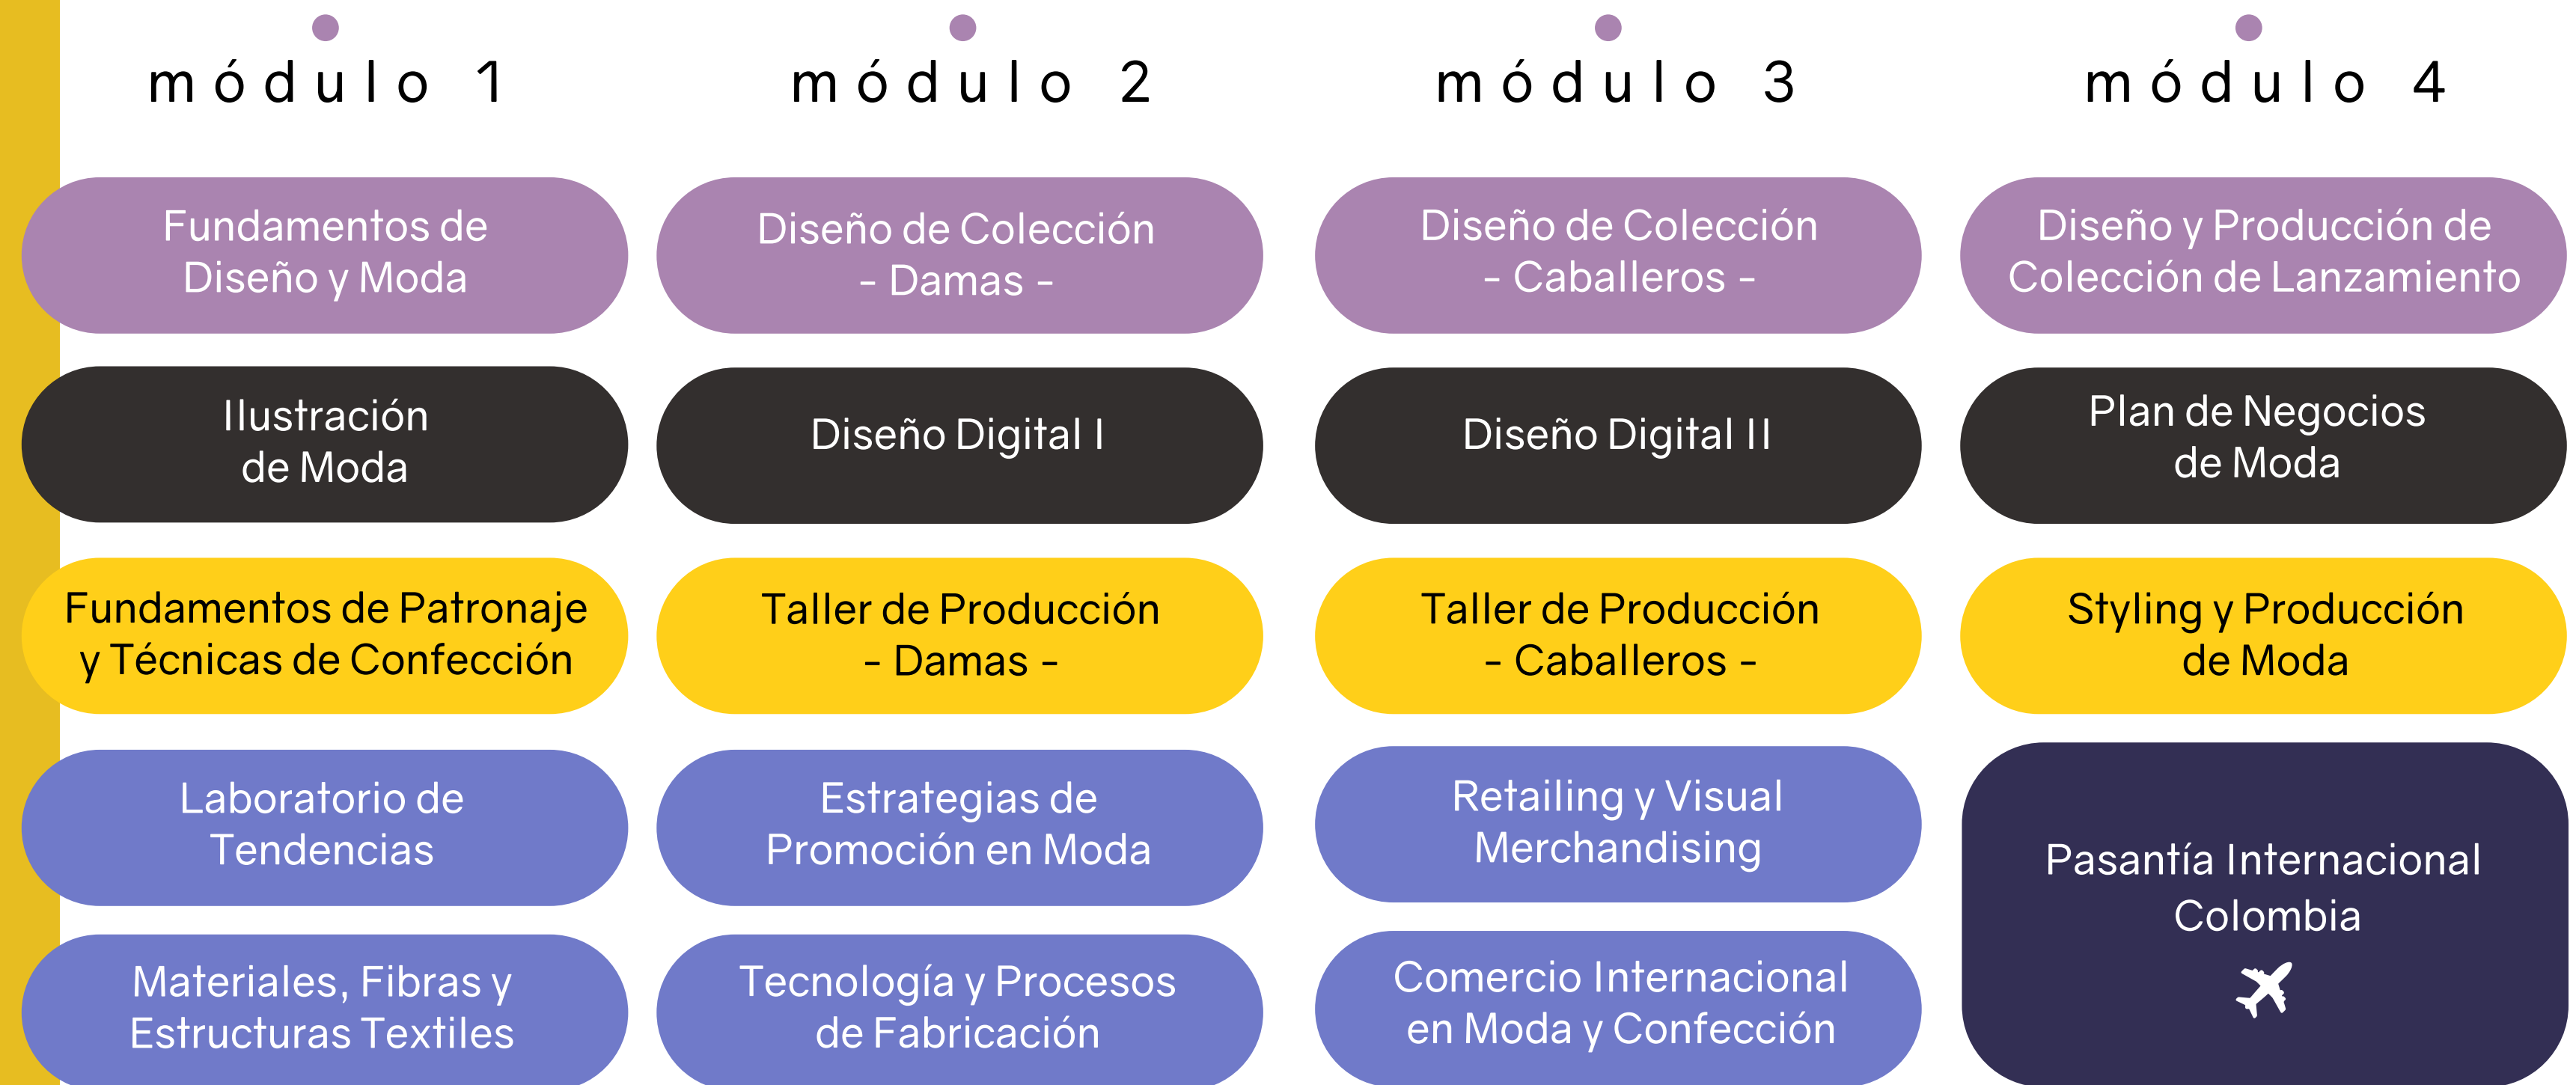 módulo 1
Fundamentos de
Diseño y Moda
Ilustración
de Moda
Fundamentos de Patronaje
y Técnicas de Confección
Laboratorio de
Tendencias
Materiales, Fibras y
Estructuras Textiles
módulo 2
Diseño de Colección
- Damas -
Diseño Digital I
Taller de Producción
- Damas -
Estrategias de
Promoción en Moda
Tecnología y Procesos
de Fabricación
módulo 3
Diseño de Colección
- Caballeros -
Diseño Digital II
Taller de Producción
- Caballeros -
Retailing y Visual
Merchandising
Comercio Internacional
en Moda y Confección
módulo 4
Diseño y Producción de
Colección de Lanzamiento
Plan de Negocios
de Moda
Styling y Producción
de Moda
Pasantía Internacional
Colombia